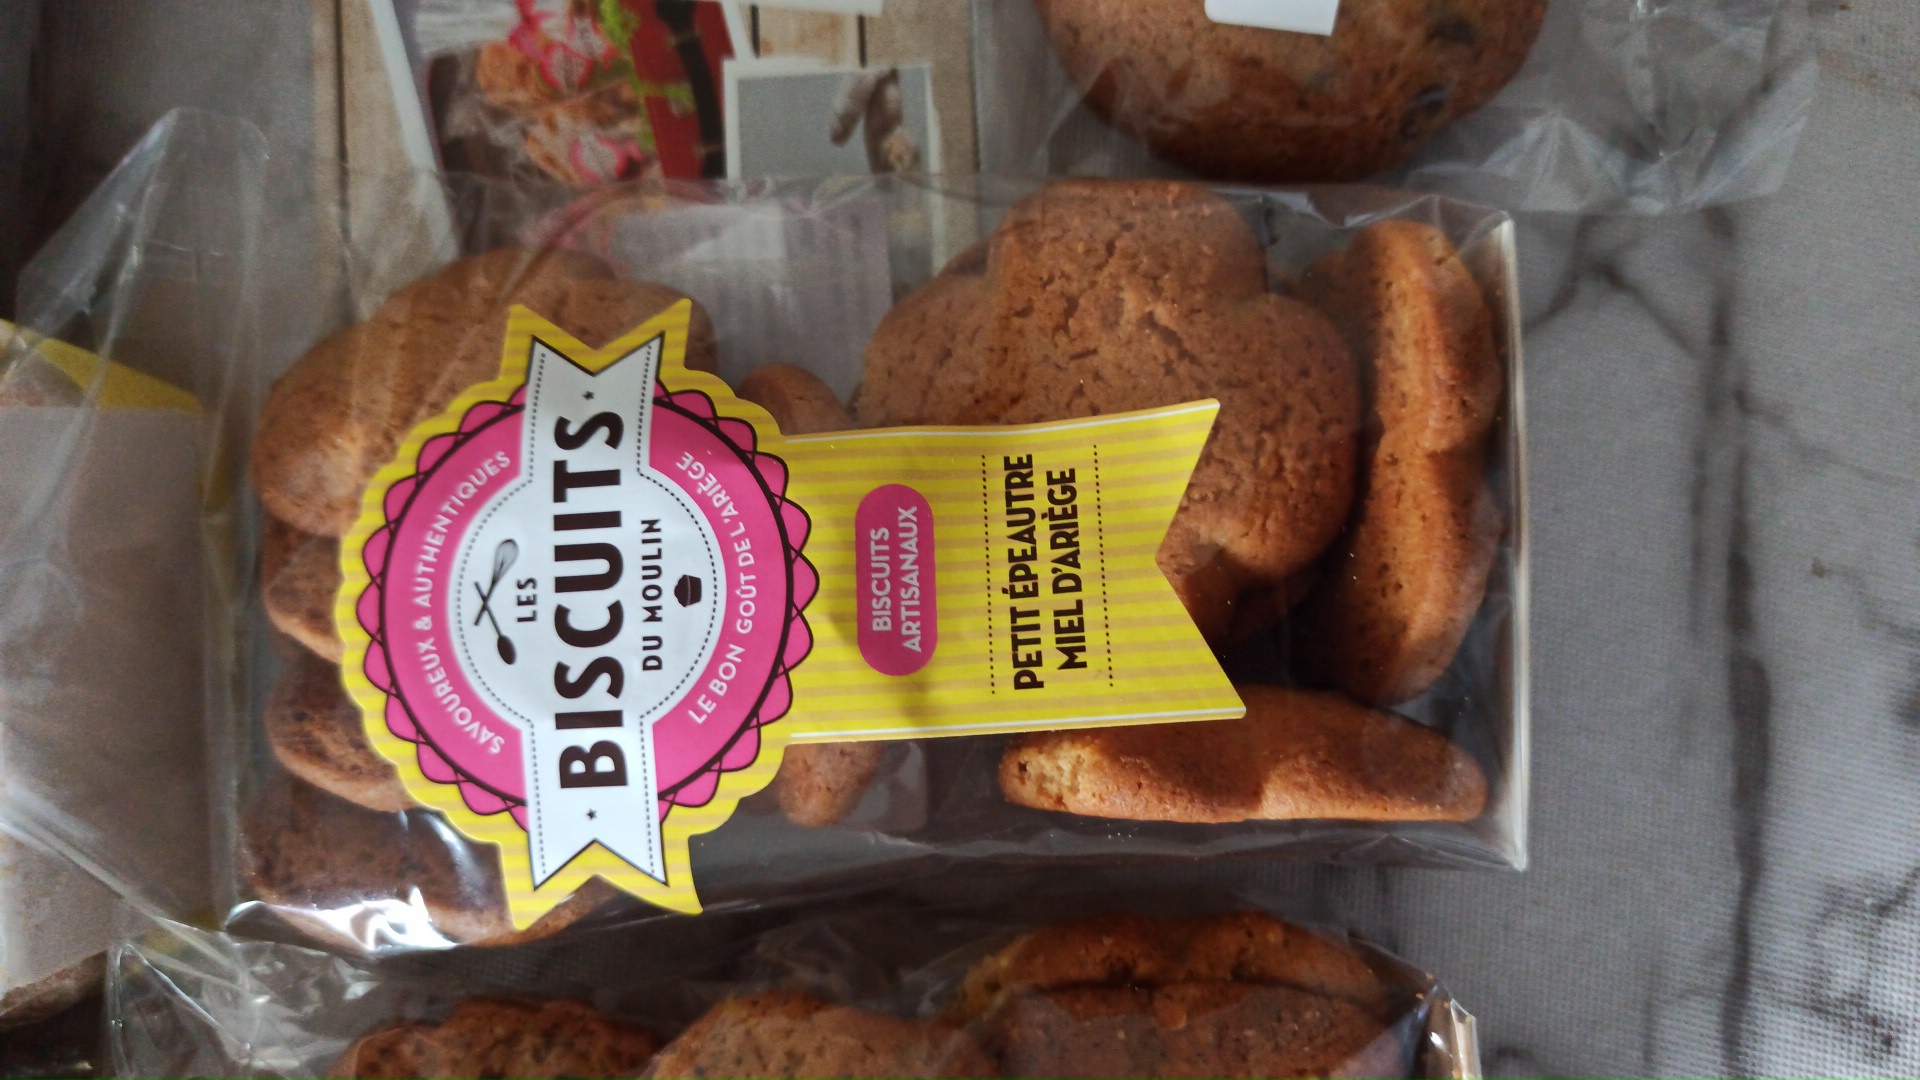 SAVOUREUX & AUTHENTIQUES
LES
BISCUITS
DU MOULIN
LE BON GOÛT DE L'ARIÈGE
BISCUITS
ARTISANAUX
PETIT ÉPEAUTRE
MIEL D'ARIÈGE